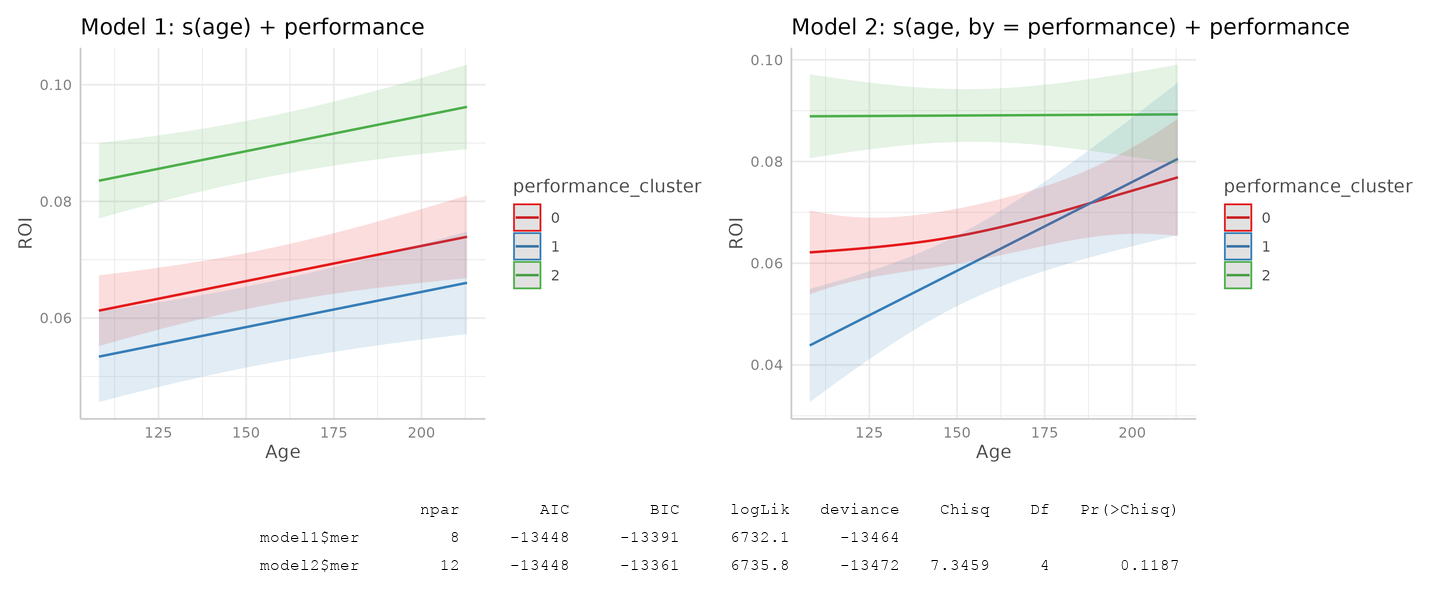 Model 1: s(age) + performance
0.10
0.08
0.06
ROI
125 150 175 200
Age
performance_cluster
0
1
2
Model 2: s(age, by = performance) + performance
0.10
0.08
0.06
0.04
ROI
125 150 175 200
Age
performance_cluster
0
1
2
npar AIC BIC logLik deviance Chisq Df Pr(>Chisq)
model1$mer 8 -13448 -13391 6732.1 -13464
model2$mer 12 -13448 -13361 6735.8 -13472 7.3459 4 0.1187